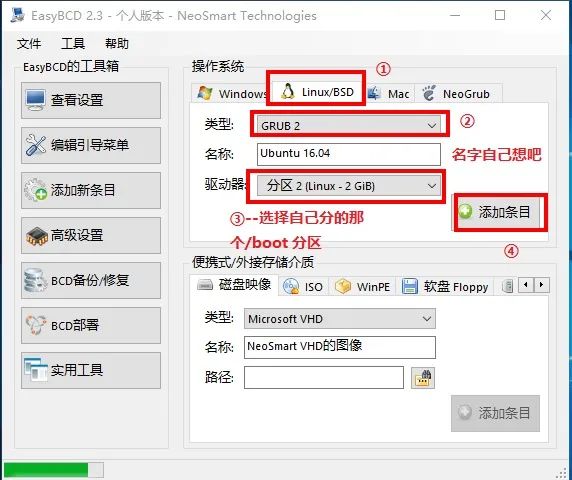 EasyBCD 2.3 - 个人版本 - NeoSmart Technologies
文件 工具 帮助
EasyBCD的工具箱
查看设置
编辑引导菜单
添加新条目
高级设置
BCD备份/修复
BCD部署
实用工具
操作系统
①
Windows Linux/BSD Mac NeoGrub
类型: GRUB 2 ②
名称: Ubuntu 16.04 名字自己想吧
驱动器: 分区 2 (Linux - 2 GiB)
③--选择自己分的那
个/boot 分区
添加条目
④
便携式/外接存储介质
磁盘映像 ISO WinPE 软盘 Floppy
类型: Microsoft VHD
名称: NeoSmart VHD的图像
路径:
添加条目